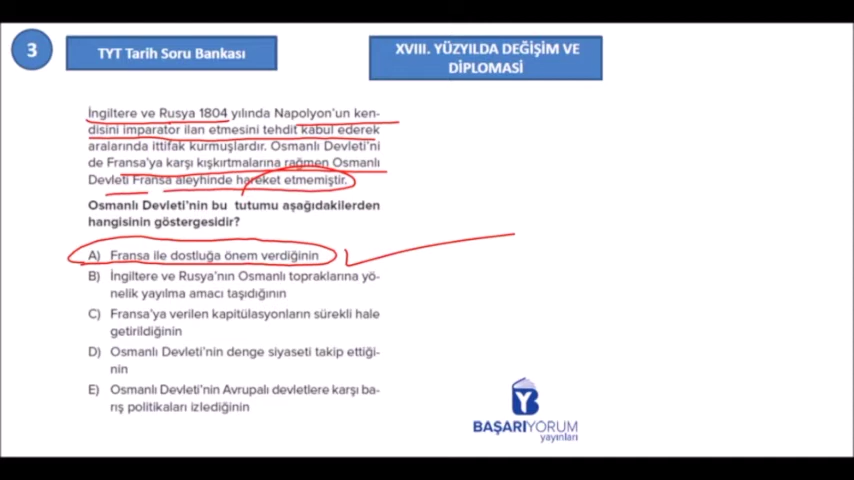 3
TYT Tarih Soru Bankası
XVIII. YÜZYILDA DEĞİŞİM VE
DİPLOMASİ
İngiltere ve Rusya 1804 yılında Napolyon'un ken-
disini imparator ilan etmesini tehdit kabul ederek
aralarında ittifak kurmuşlardır. Osmanlı Devleti'ni
de Fransa'ya karşı kışkırtmalarına rağmen Osmanlı
Devleti Fransa aleyhinde hareket etmemiştir.
Osmanlı Devleti'nin bu tutumu aşağıdakilerden
hangisinin göstergesidir?
A) Fransa ile dostluğa önem verdiğinin
B) İngiltere ve Rusya'nın Osmanlı topraklarına yö-
nelik yayılma amacı taşıdığının
C) Fransa'ya verilen kapitülasyonların sürekli hale
getirildiğinin
D) Osmanlı Devleti'nin denge siyaseti takip ettiği-
nin
E) Osmanlı Devleti'nin Avrupalı devletlere karşı ba-
rış politikaları izlediğinin
YB
BAŞARIYORUM
yayınları